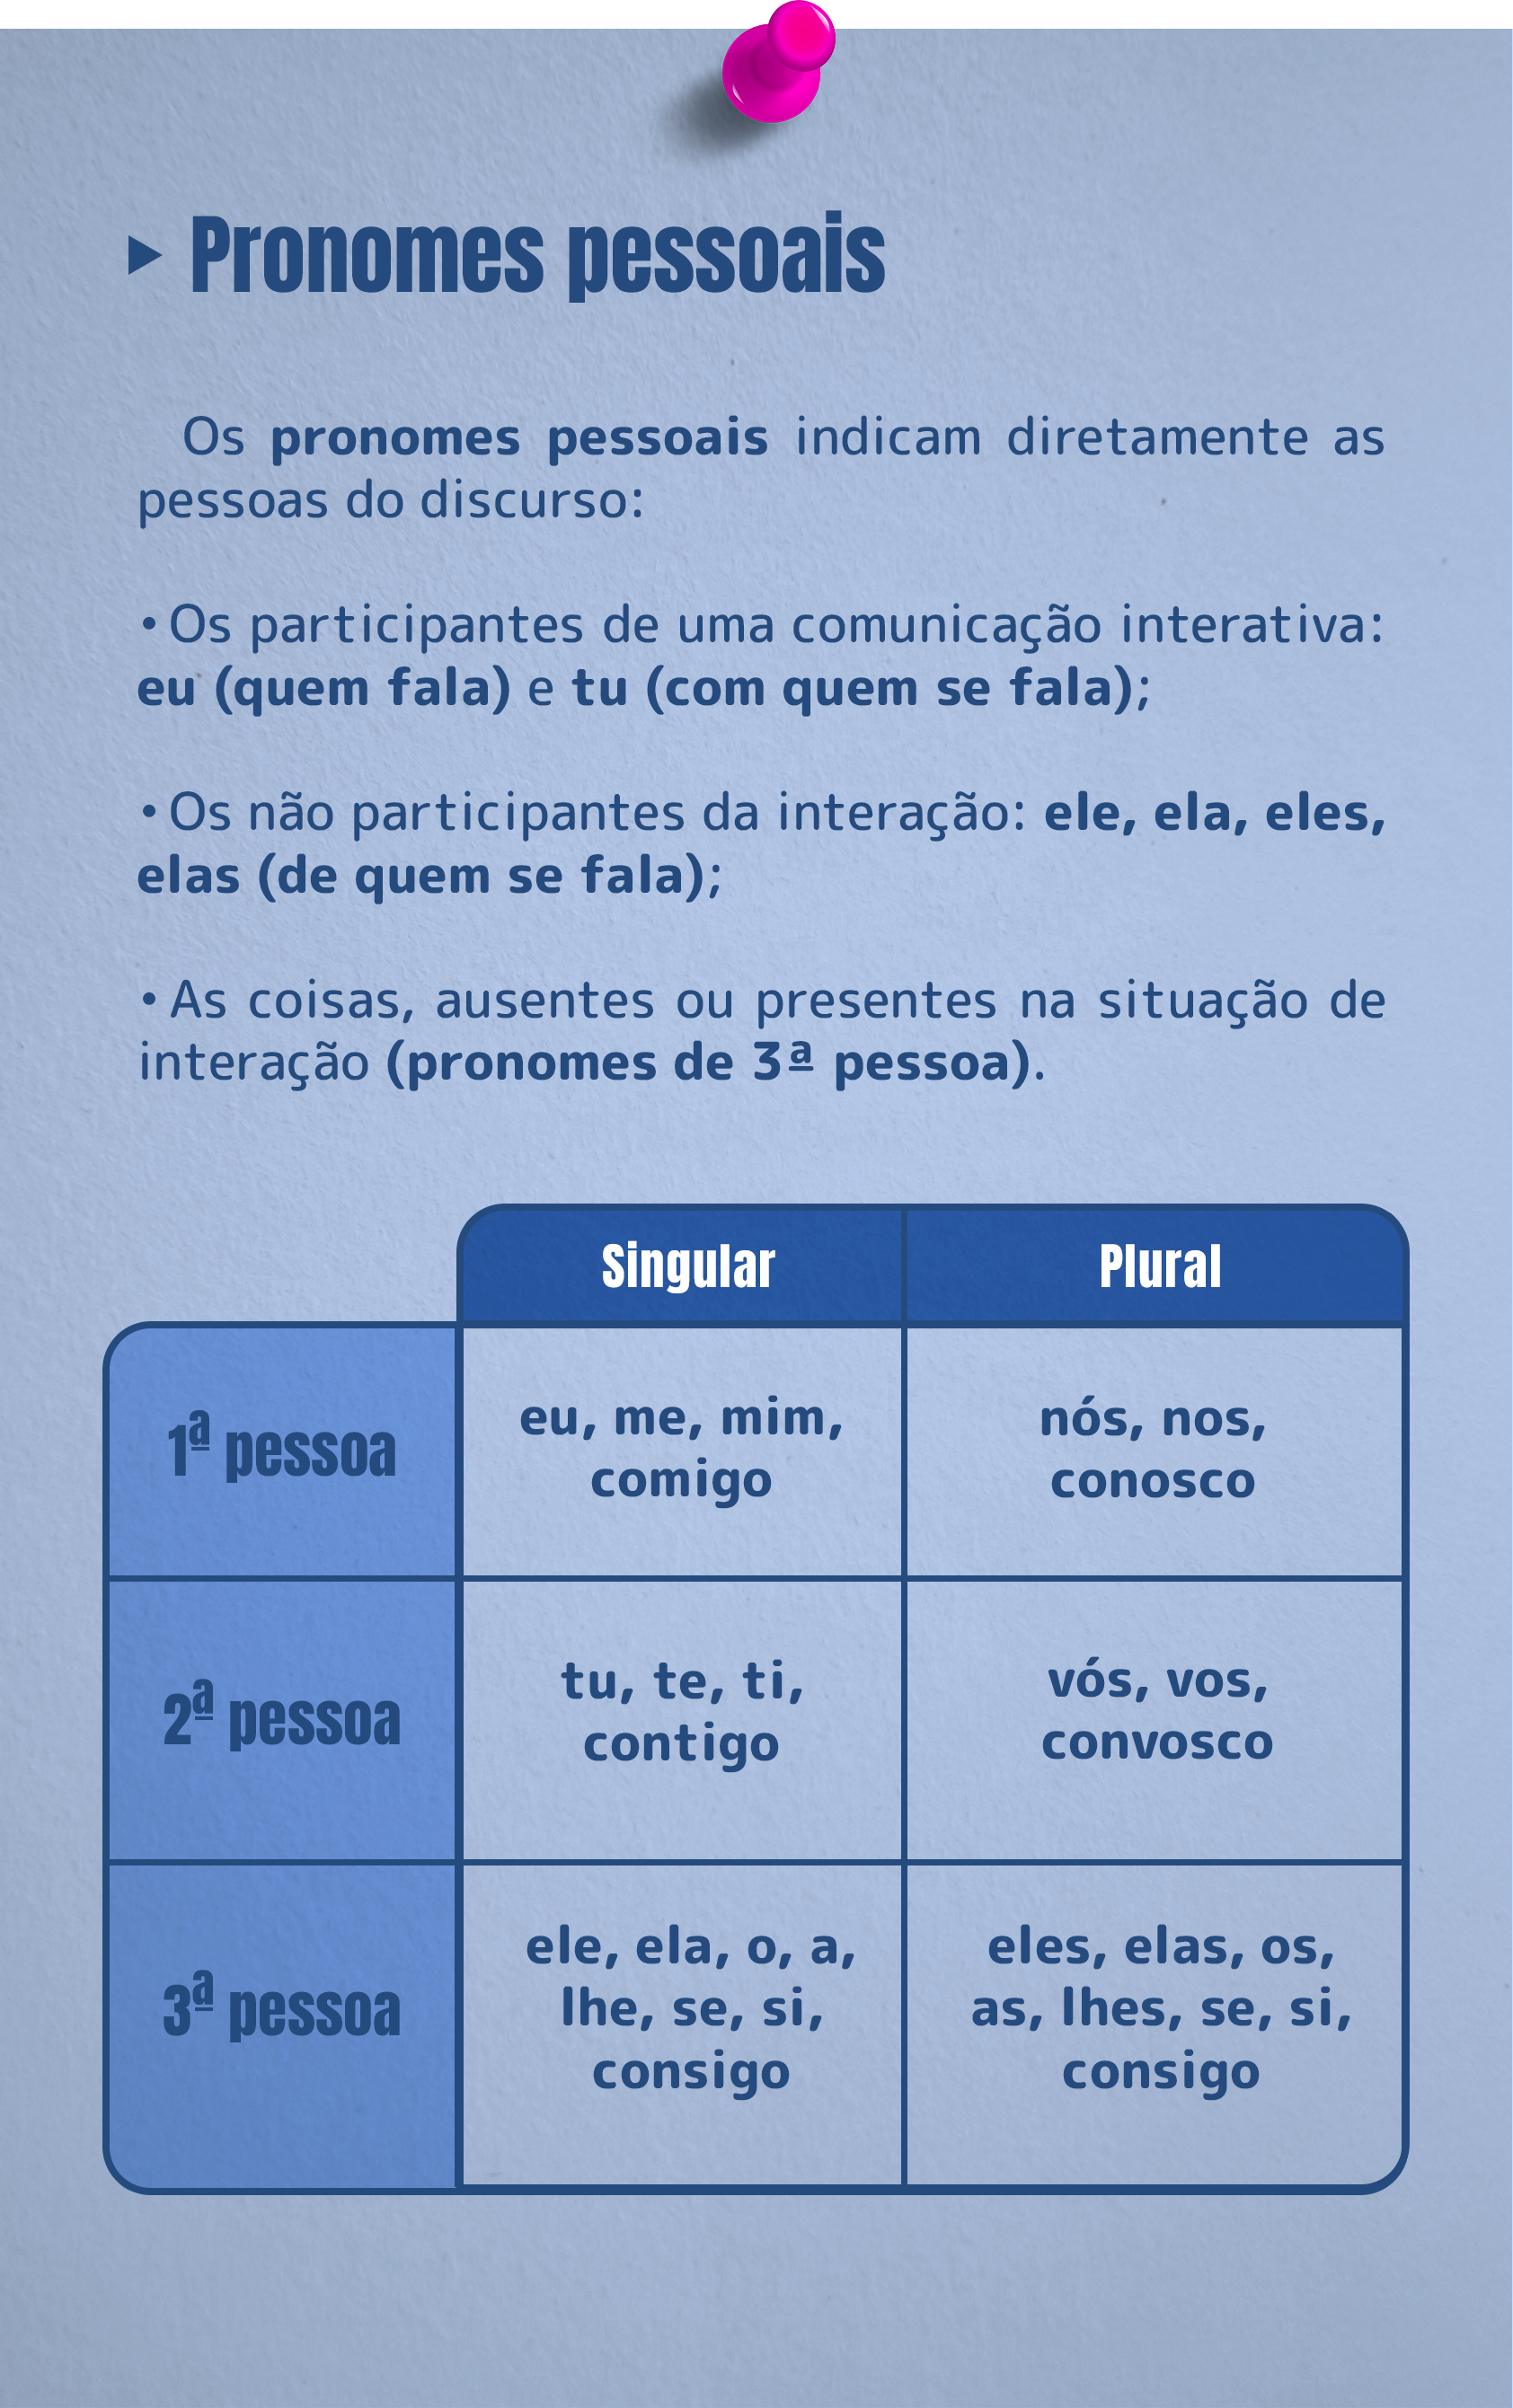 Pronomes pessoais
Os pronomes pessoais indicam diretamente as
pessoas do discurso:
• Os participantes de uma comunicação interativa:
eu (quem fala) e tu (com quem se fala);
• Os não participantes da interação: ele, ela, eles,
elas (de quem se fala);
• As coisas, ausentes ou presentes na situação de
interação (pronomes de 3ª pessoa).
Singular Plural
1ª pessoa
eu, me, mim,
comigo
nós, nos,
conosco
2ª pessoa
tu, te, ti,
contigo
vós, vos,
convosco
3ª pessoa
ele, ela, o, a,
lhe, se, si,
consigo
eles, elas, os,
as, lhes, se, si,
consigo